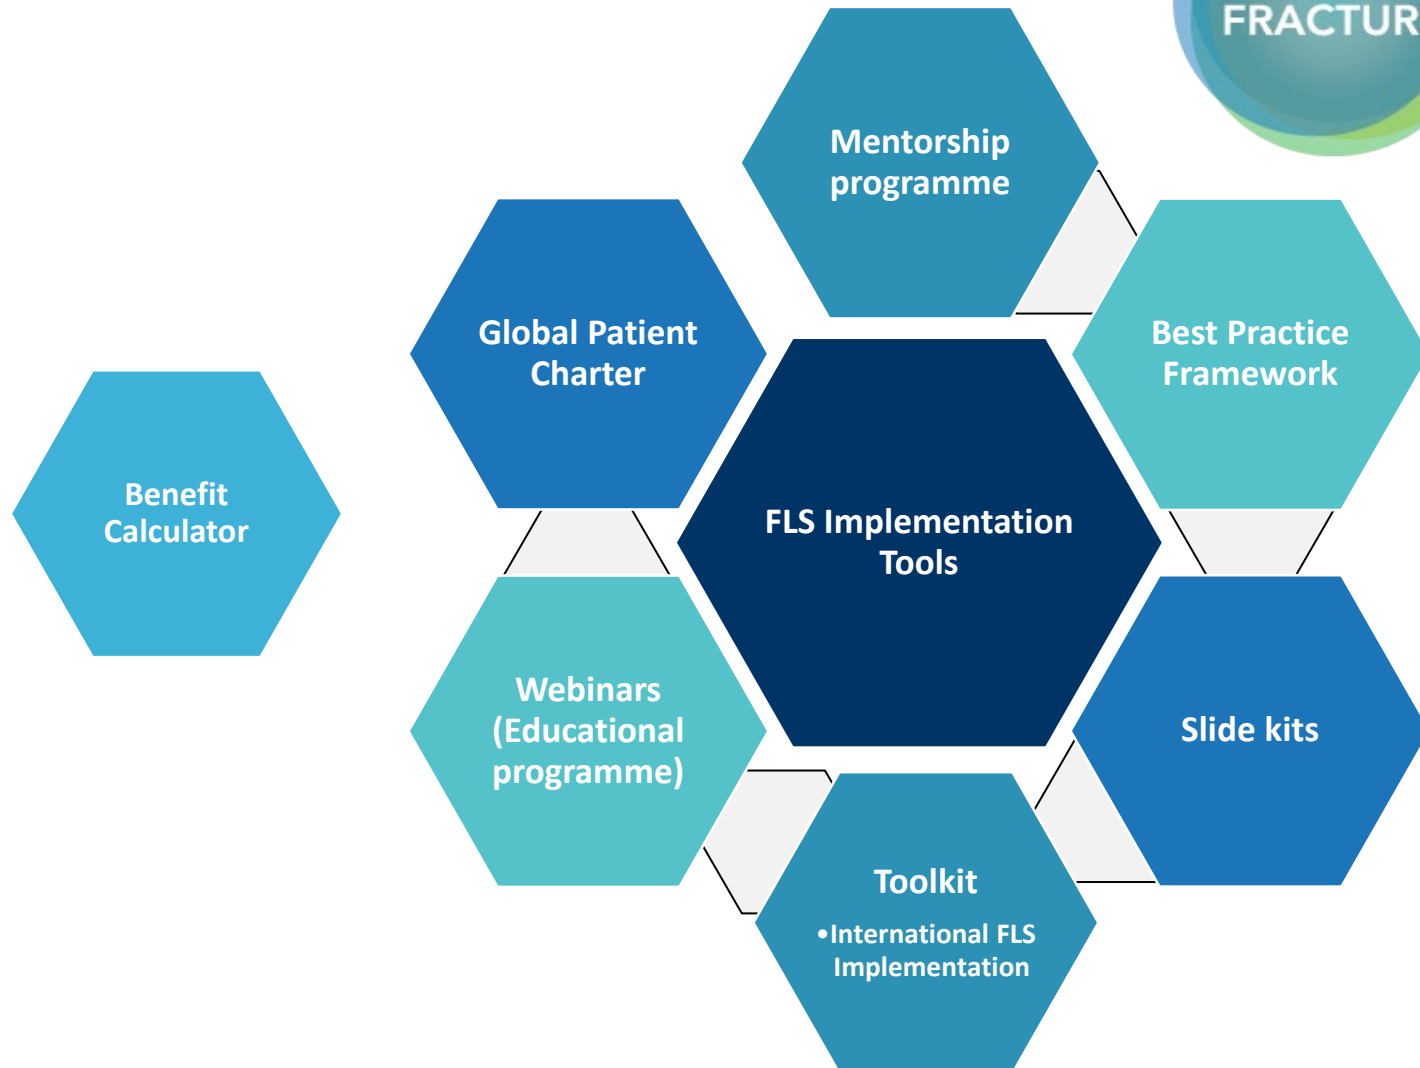 FRACTUR
Mentorship
programme
Global Patient
Charter
Best Practice
Framework
Benefit
Calculator
FLS Implementation
Tools
Webinars
(Educational
programme)
Slide kits
Toolkit
•International FLS
Implementation